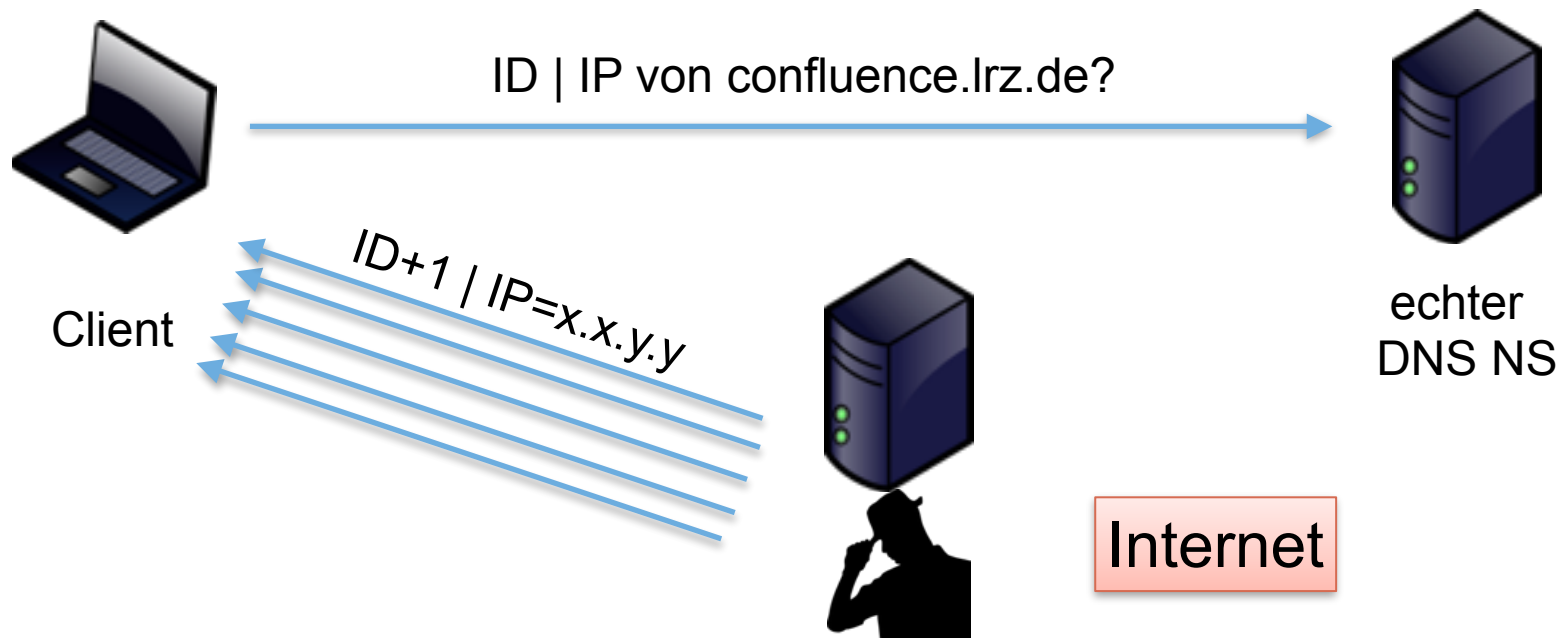 ID | IP von confluence.lrz.de?
ID+1 | IP=x.x.y.y
Client
echter
DNS NS
Internet